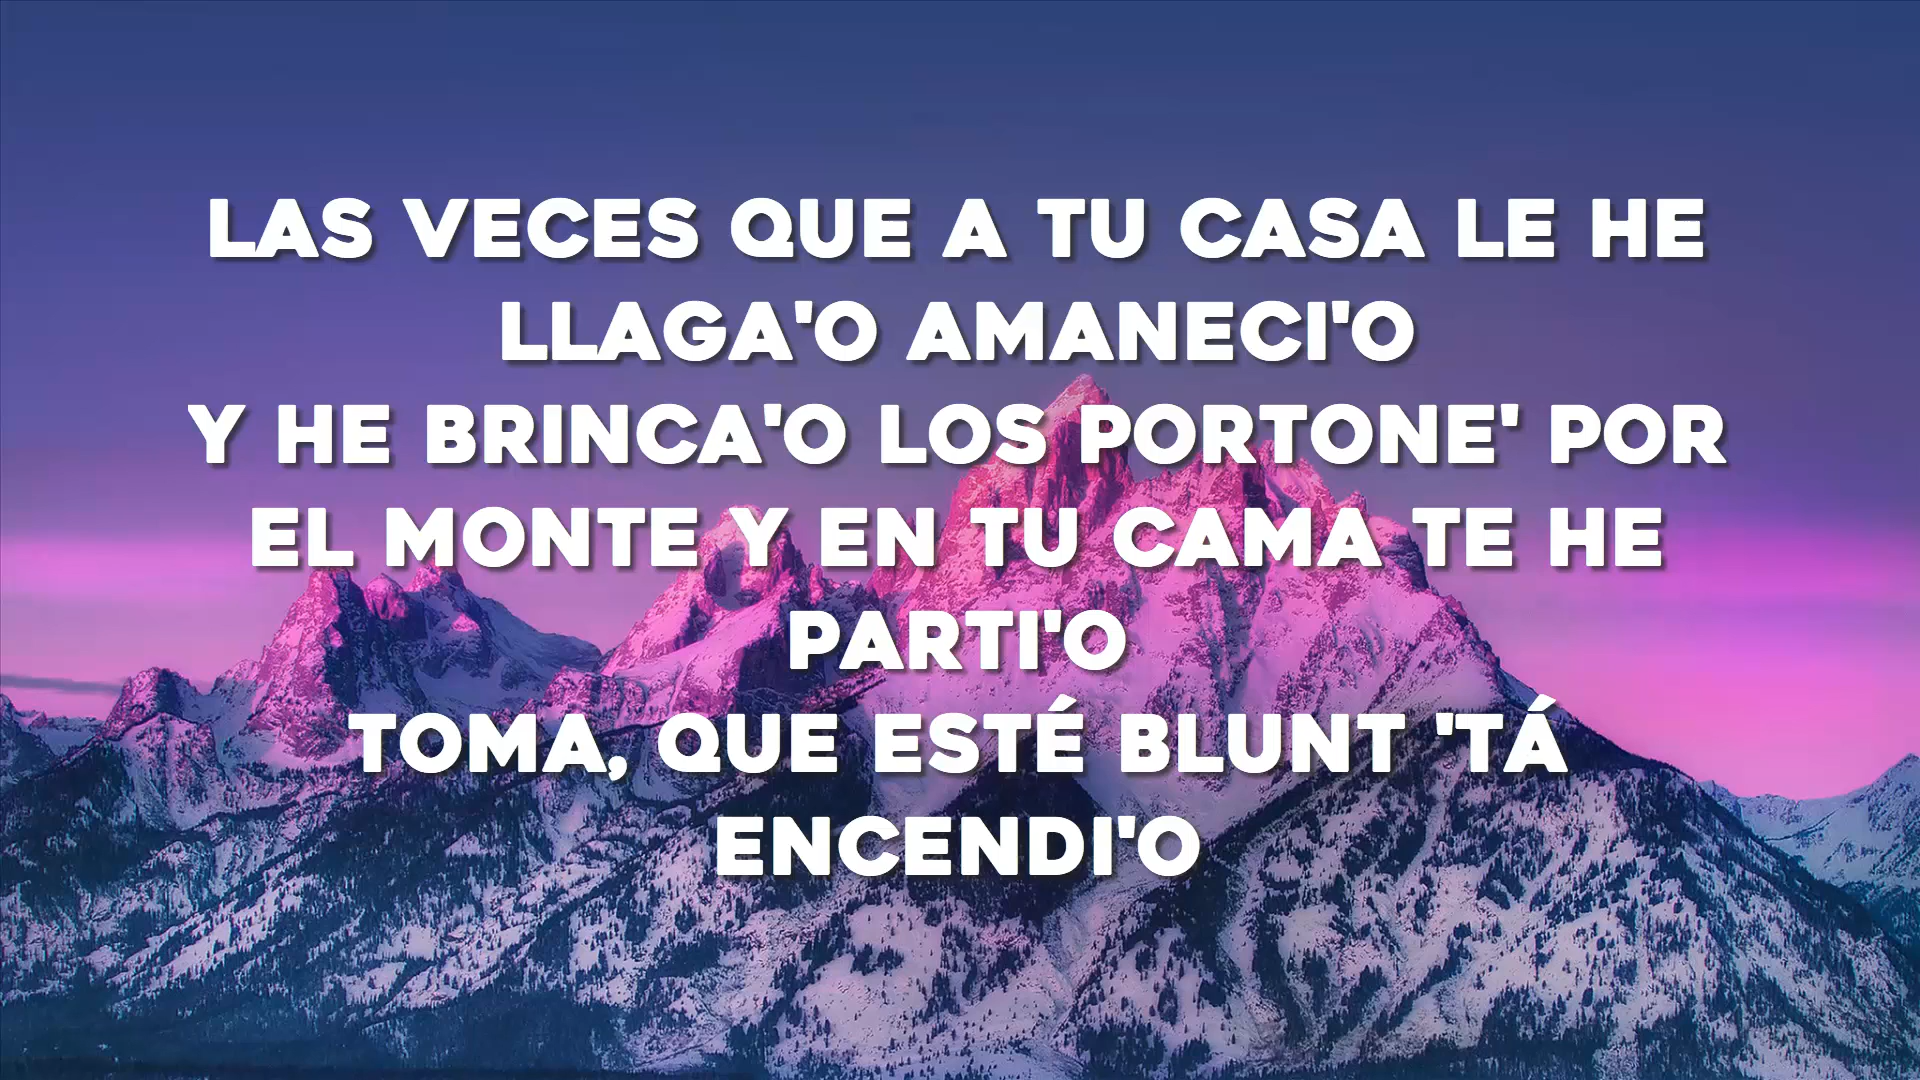 LAS VECES QUE A TU CASA LE HE
LLAGA'O AMANECI'O
Y HE BRINCA'O LOS PORTONE' POR
EL MONTE Y EN TU CAMA TE HE
PARTI'O
TOMA, QUE ESTÉ BLUNT 'TÁ
ENCENDI'O